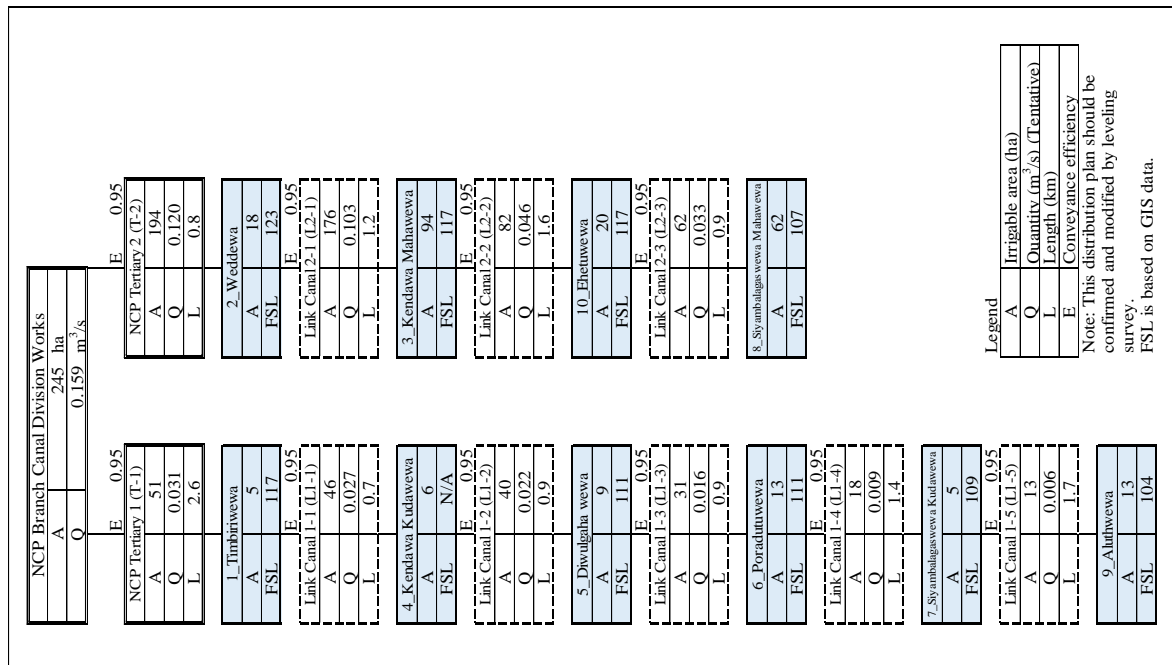 NCP Branch Canal Division Works
A 245 ha
Q 0.159 m³/s
E 0.95
NCP Tertiary 1 (T-1)
A 51
Q 0.031
L 2.6
1_Timbiriwewa
A 5
FSL 117
E 0.95
Link Canal 1-1 (L1-1)
A 46
Q 0.027
L 0.7
4_Kendawa Kudawewa
A 6
FSL N/A
E 0.95
Link Canal 1-2 (L1-2)
A 40
Q 0.022
L 0.9
5_Diwulgaha wewa
A 9
FSL 111
E 0.95
Link Canal 1-3 (L1-3)
A 31
Q 0.016
L 0.9
6_Poradutuwewa
A 13
FSL 111
E 0.95
Link Canal 1-4 (L1-4)
A 18
Q 0.009
L 1.4
7_Siyambalagaswewa Kudawewa
A 5
FSL 109
E 0.95
Link Canal 1-5 (L1-5)
A 13
Q 0.006
L 1.7
9_Aluthwewa
A 13
FSL 104
E 0.95
NCP Tertiary 2 (T-2)
A 194
Q 0.120
L 0.8
2_Weddewa
A 18
FSL 123
E 0.95
Link Canal 2-1 (L2-1)
A 176
Q 0.103
L 1.2
3_Kendawa Mahawewa
A 94
FSL 117
E 0.95
Link Canal 2-2 (L2-2)
A 82
Q 0.046
L 1.6
10_Ehetuwewa
A 20
FSL 117
E 0.95
Link Canal 2-3 (L2-3)
A 62
Q 0.033
L 0.9
8_Siyambalagaswewa Mahawewa
A 62
FSL 107
Legend
A Irrigable area (ha)
Q Quantity (m³/s) (Tentative)
L Length (km)
E Conveyance efficiency
Note: This distribution plan should be
confirmed and modified by leveling
survey.
FSL is based on GIS data.